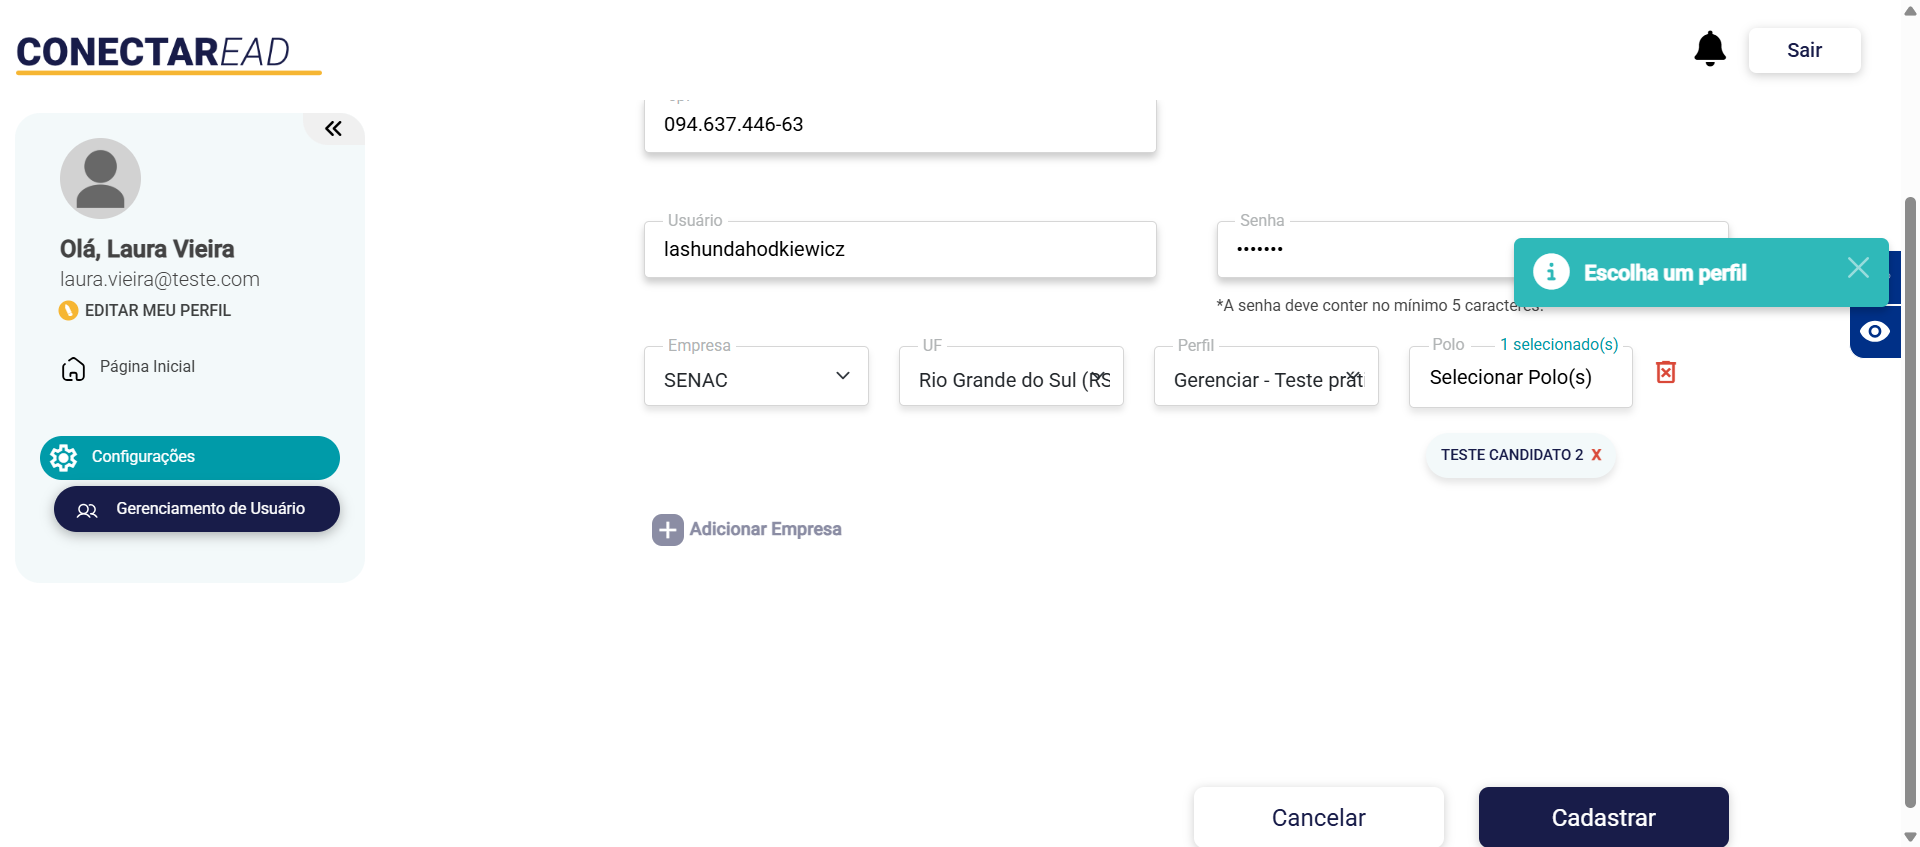 CONECTAREAD
Sair
Olá, Laura Vieira
laura.vieira@teste.com
EDITAR MEU PERFIL
Página Inicial
Configurações
Gerenciamento de Usuário
094.637.446-63
Usuário
lashundahodkiewicz
Senha
•••••••
Escolha um perfil
*A senha deve conter no mínimo 5 caracteres.
Empresa
SENAC
UF
Rio Grande do Sul (RS
Perfil
Gerenciar - Teste práti
Polo
1 selecionado(s)
Selecionar Polo(s)
TESTE CANDIDATO 2 X
Adicionar Empresa
Cancelar
Cadastrar